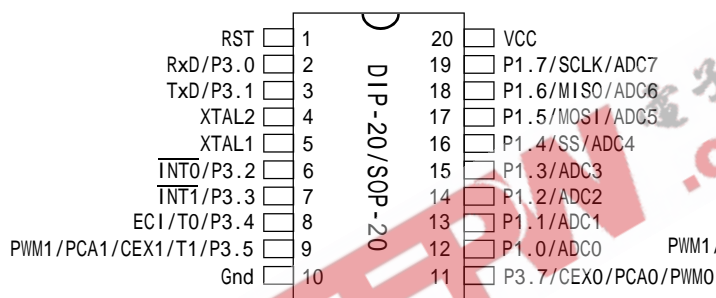 RST 1 20 VCC
RxD/P3.0 2 19 P1.7/SCLK/ADC7
TxD/P3.1 3 18 P1.6/MISO/ADC6
XTAL2 4 17 P1.5/MOSI/ADC5
XTAL1 5 16 P1.4/SS/ADC4
INT0/P3.2 6 15 P1.3/ADC3
INT1/P3.3 7 14 P1.2/ADC2
ECI/T0/P3.4 8 13 P1.1/ADC1
PWM1/PCA1/CEX1/T1/P3.5 9 12 P1.0/ADC0
Gnd 10 11 P3.7/CEX0/PCA0/PWM0
DIP-20/SOP-20
PWM1/